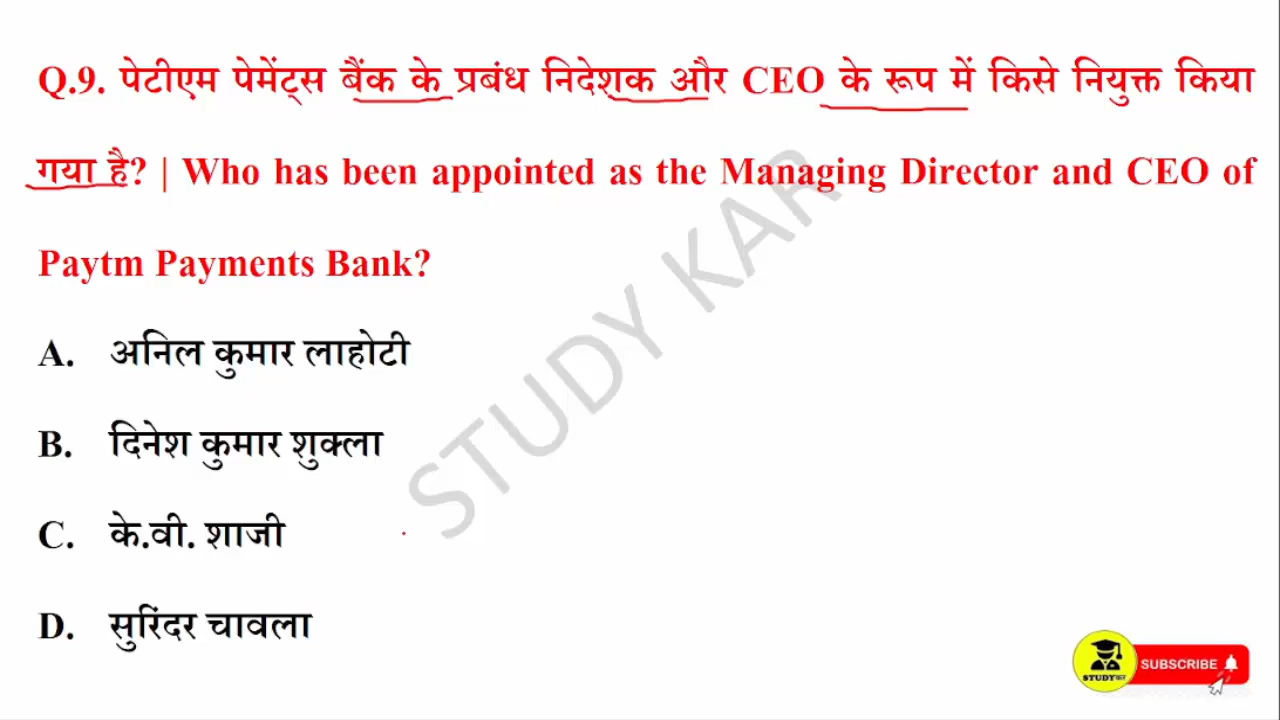 Q.9. पेटीएम पेमेंट्स बैंक के प्रबंध निदेशक और CEO के रूप में किसे नियुक्त किया
गया है? | Who has been appointed as the Managing Director and CEO of
Paytm Payments Bank?
A. अनिल कुमार लाहोटी
B. दिनेश कुमार शुक्ला
C. के.वी. शाजी
D. सुरिंदर चावला
STUDY KAR
STUDYकर
SUBSCRIBE